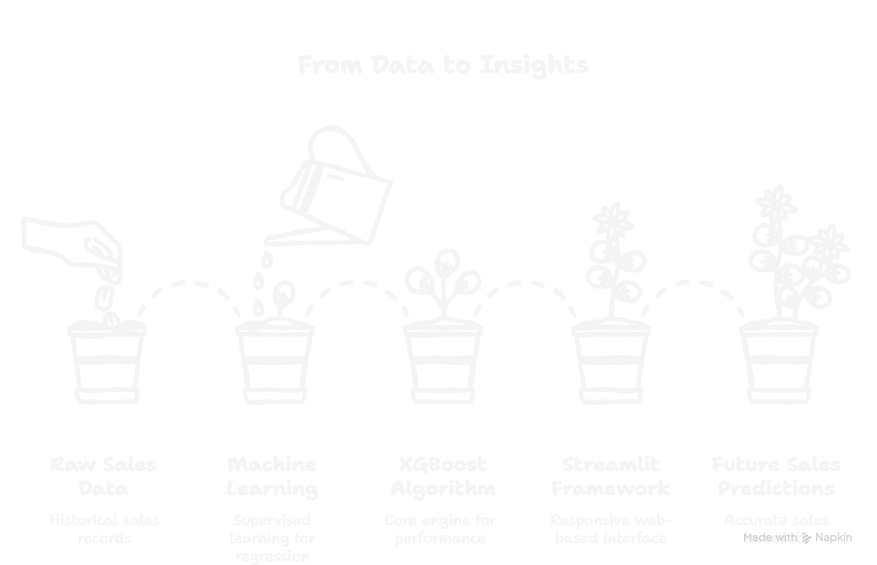 From Data to Insights
Raw Sales
Data
Historical sales
records
Machine
Learning
Supervised
learning for
regression
XGBoost
Algorithm
Core engine for
performance
Streamlit
Framework
Responsive web-
based interface
Future Sales
Predictions
Accurate sales
Made with Napkin